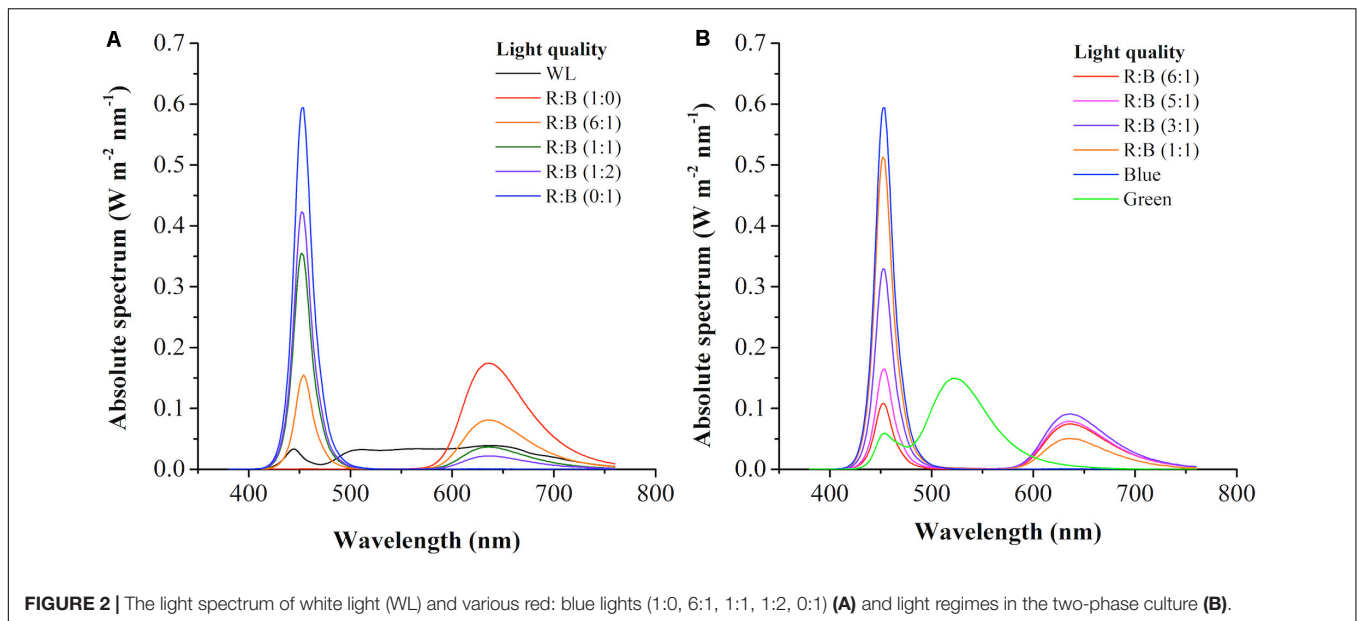 A
Absolute spectrum (W m⁻² nm⁻¹)
0.7
0.6
0.5
0.4
0.3
0.2
0.1
0.0
400 500 600 700 800
Wavelength (nm)
Light quality
WL
R:B (1:0)
R:B (6:1)
R:B (1:1)
R:B (1:2)
R:B (0:1)
B
Absolute spectrum (W m⁻² nm⁻¹)
0.7
0.6
0.5
0.4
0.3
0.2
0.1
0.0
400 500 600 700 800
Wavelength (nm)
Light quality
R:B (6:1)
R:B (5:1)
R:B (3:1)
R:B (1:1)
Blue
Green
FIGURE 2 | The light spectrum of white light (WL) and various red: blue lights (1:0, 6:1, 1:1, 1:2, 0:1) (A) and light regimes in the two-phase culture (B).